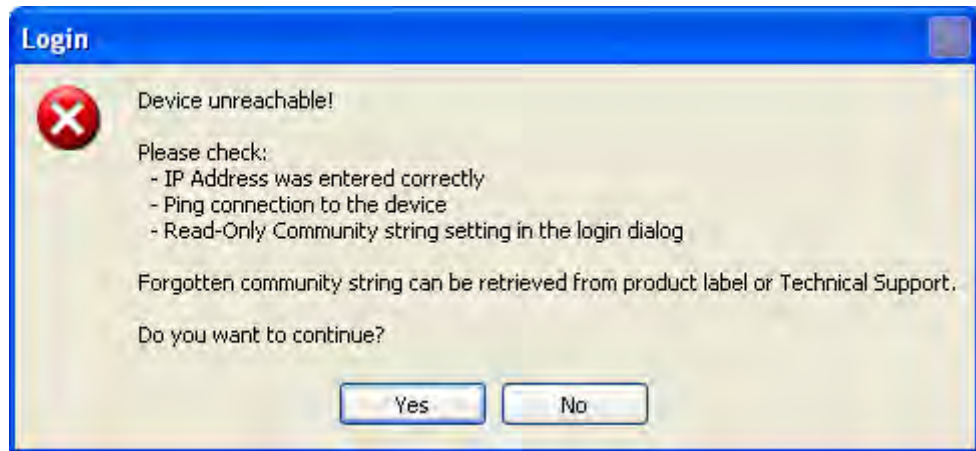 Login
Device unreachable!
Please check:
- IP Address was entered correctly
- Ping connection to the device
- Read-Only Community string setting in the login dialog
Forgotten community string can be retrieved from product label or Technical Support.
Do you want to continue?
Yes
No